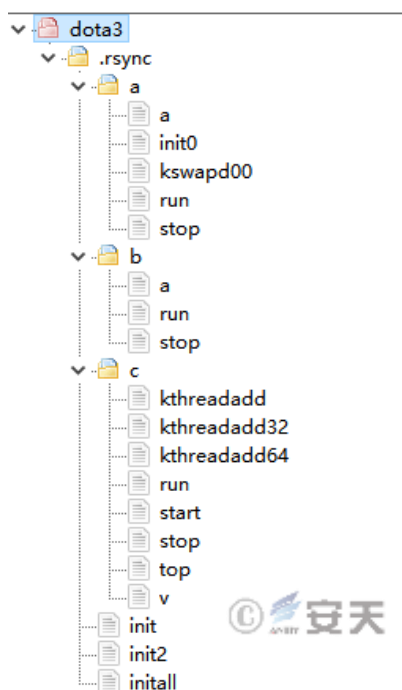 dota3
.rsync
a
a
init0
kswapd00
run
stop
b
a
run
stop
c
kthreadadd
kthreadadd32
kthreadadd64
run
start
stop
top
v
init
init2
initall
© ANTIY 安天